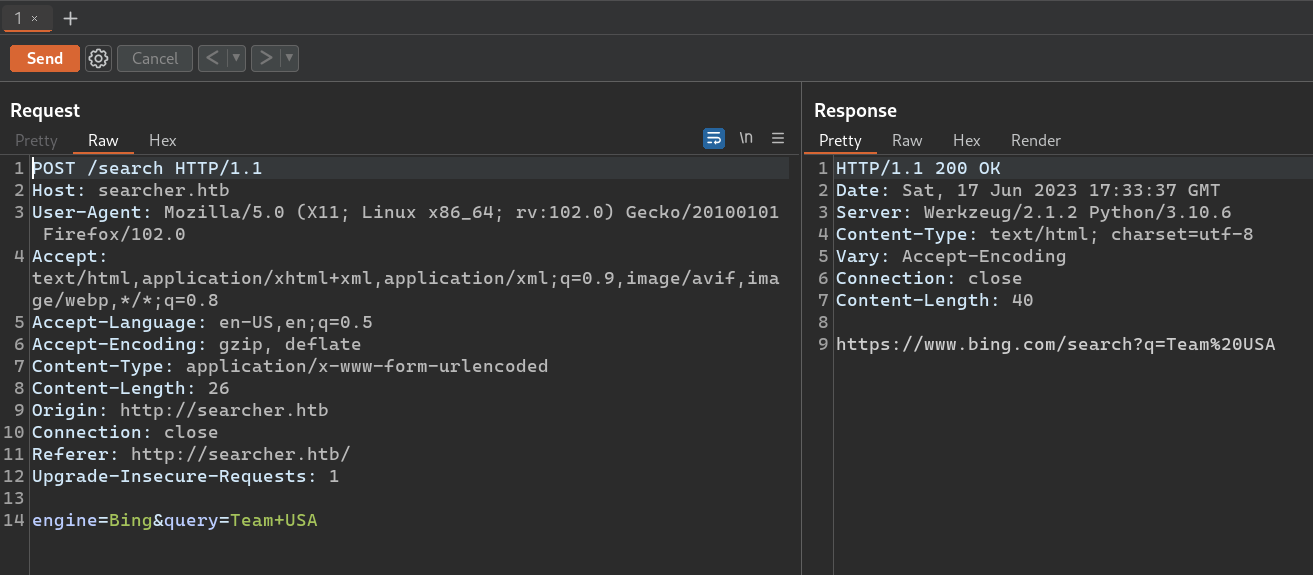 1 × +
Send Cancel < ▼ > ▼
Request
Pretty Raw Hex \n
1 POST /search HTTP/1.1
2 Host: searcher.htb
3 User-Agent: Mozilla/5.0 (X11; Linux x86_64; rv:102.0) Gecko/20100101
Firefox/102.0
4 Accept:
text/html,application/xhtml+xml,application/xml;q=0.9,image/avif,ima
ge/webp,*/*;q=0.8
5 Accept-Language: en-US,en;q=0.5
6 Accept-Encoding: gzip, deflate
7 Content-Type: application/x-www-form-urlencoded
8 Content-Length: 26
9 Origin: http://searcher.htb
10 Connection: close
11 Referer: http://searcher.htb/
12 Upgrade-Insecure-Requests: 1
13
14 engine=Bing&query=Team+USA
Response
Pretty Raw Hex Render
1 HTTP/1.1 200 OK
2 Date: Sat, 17 Jun 2023 17:33:37 GMT
3 Server: Werkzeug/2.1.2 Python/3.10.6
4 Content-Type: text/html; charset=utf-8
5 Vary: Accept-Encoding
6 Connection: close
7 Content-Length: 40
8
9 https://www.bing.com/search?q=Team%20USA